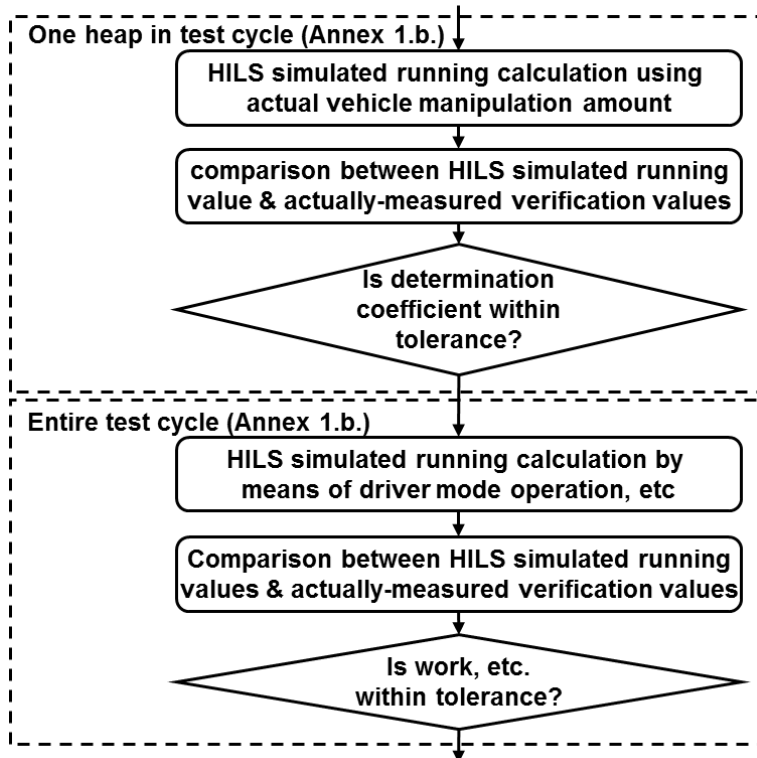 One heap in test cycle (Annex 1.b.)
HILS simulated running calculation using
actual vehicle manipulation amount
comparison between HILS simulated running
value & actually-measured verification values
Is determination
coefficient within
tolerance?
Entire test cycle (Annex 1.b.)
HILS simulated running calculation by
means of driver mode operation, etc
Comparison between HILS simulated running
values & actually-measured verification values
Is work, etc.
within tolerance?